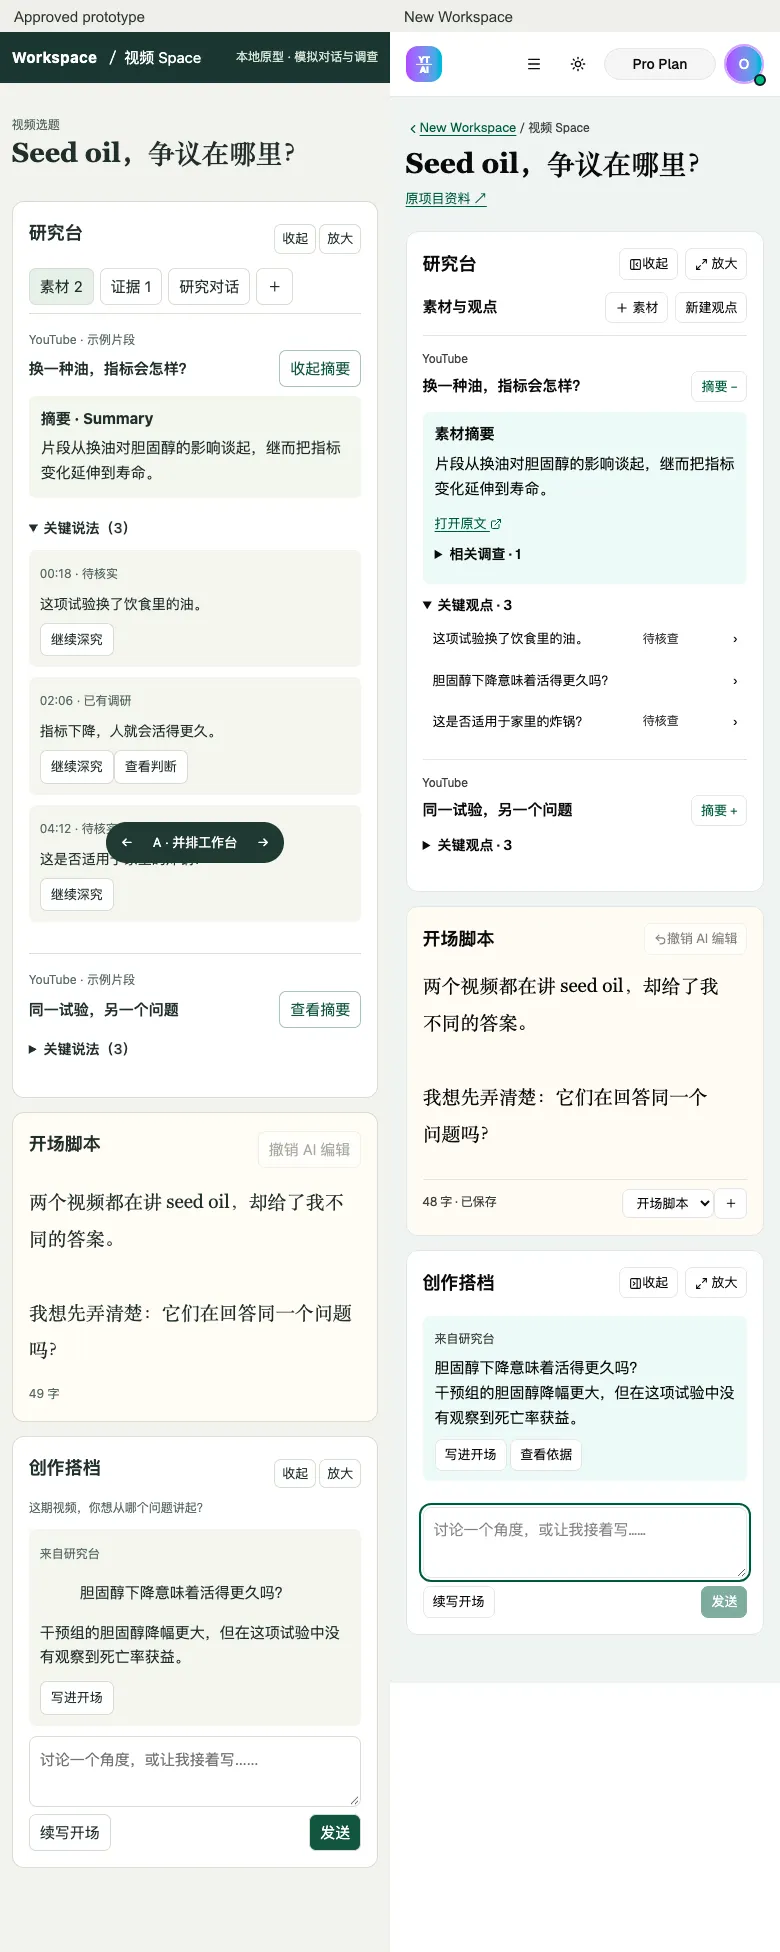 Approved prototype
Workspace / 视频 Space
本地原型 · 模拟对话与调查
视频选题
Seed oil，争议在哪里?
研究台
收起
放大
素材 2
证据 1
研究对话
+
YouTube · 示例片段
换一种油，指标会怎样?
收起摘要
摘要 · Summary
片段从换油对胆固醇的影响谈起，继而把指标
变化延伸到寿命。
▼ 关键说法（3）
00:18 · 待核实
这项试验换了饮食里的油。
继续深究
02:06 · 已有调研
指标下降，人就会活得更久。
继续深究
查看判断
04:12 · 待核实
这是否适用于
← A · 并排工作台 →
继续深究
YouTube · 示例片段
同一试验，另一个问题
查看摘要
▶ 关键说法（3）
开场脚本
撤销 AI 编辑
两个视频都在讲 seed oil，却给了我不
同的答案。
我想先弄清楚：它们在回答同一个问题
吗?
49 字
创作搭档
收起
放大
这期视频，你想从哪个问题讲起?
来自研究台
胆固醇下降意味着活得更久吗?
干预组的胆固醇降幅更大，但在这项试验中没
有观察到死亡率获益。
写进开场
讨论一个角度，或让我接着写……
续写开场
发送
New Workspace
YT
AI
Pro Plan
O
‹ New Workspace / 视频 Space
Seed oil，争议在哪里?
原项目资料 ↗
研究台
收起
放大
素材与观点
+ 素材
新建观点
YouTube
换一种油，指标会怎样?
摘要 −
素材摘要
片段从换油对胆固醇的影响谈起，继而把指标
变化延伸到寿命。
打开原文
▶ 相关调查 · 1
▼ 关键观点 · 3
这项试验换了饮食里的油。 待核查 ›
胆固醇下降意味着活得更久吗? ›
这是否适用于家里的炸锅? 待核查 ›
YouTube
同一试验，另一个问题
摘要 +
▶ 关键观点 · 3
开场脚本
撤销 AI 编辑
两个视频都在讲 seed oil，却给了我
不同的答案。
我想先弄清楚：它们在回答同一个
问题吗?
48 字 · 已保存
开场脚本
+
创作搭档
收起
放大
来自研究台
胆固醇下降意味着活得更久吗?
干预组的胆固醇降幅更大，但在这项试验中没
有观察到死亡率获益。
写进开场
查看依据
讨论一个角度，或让我接着写……
续写开场
发送